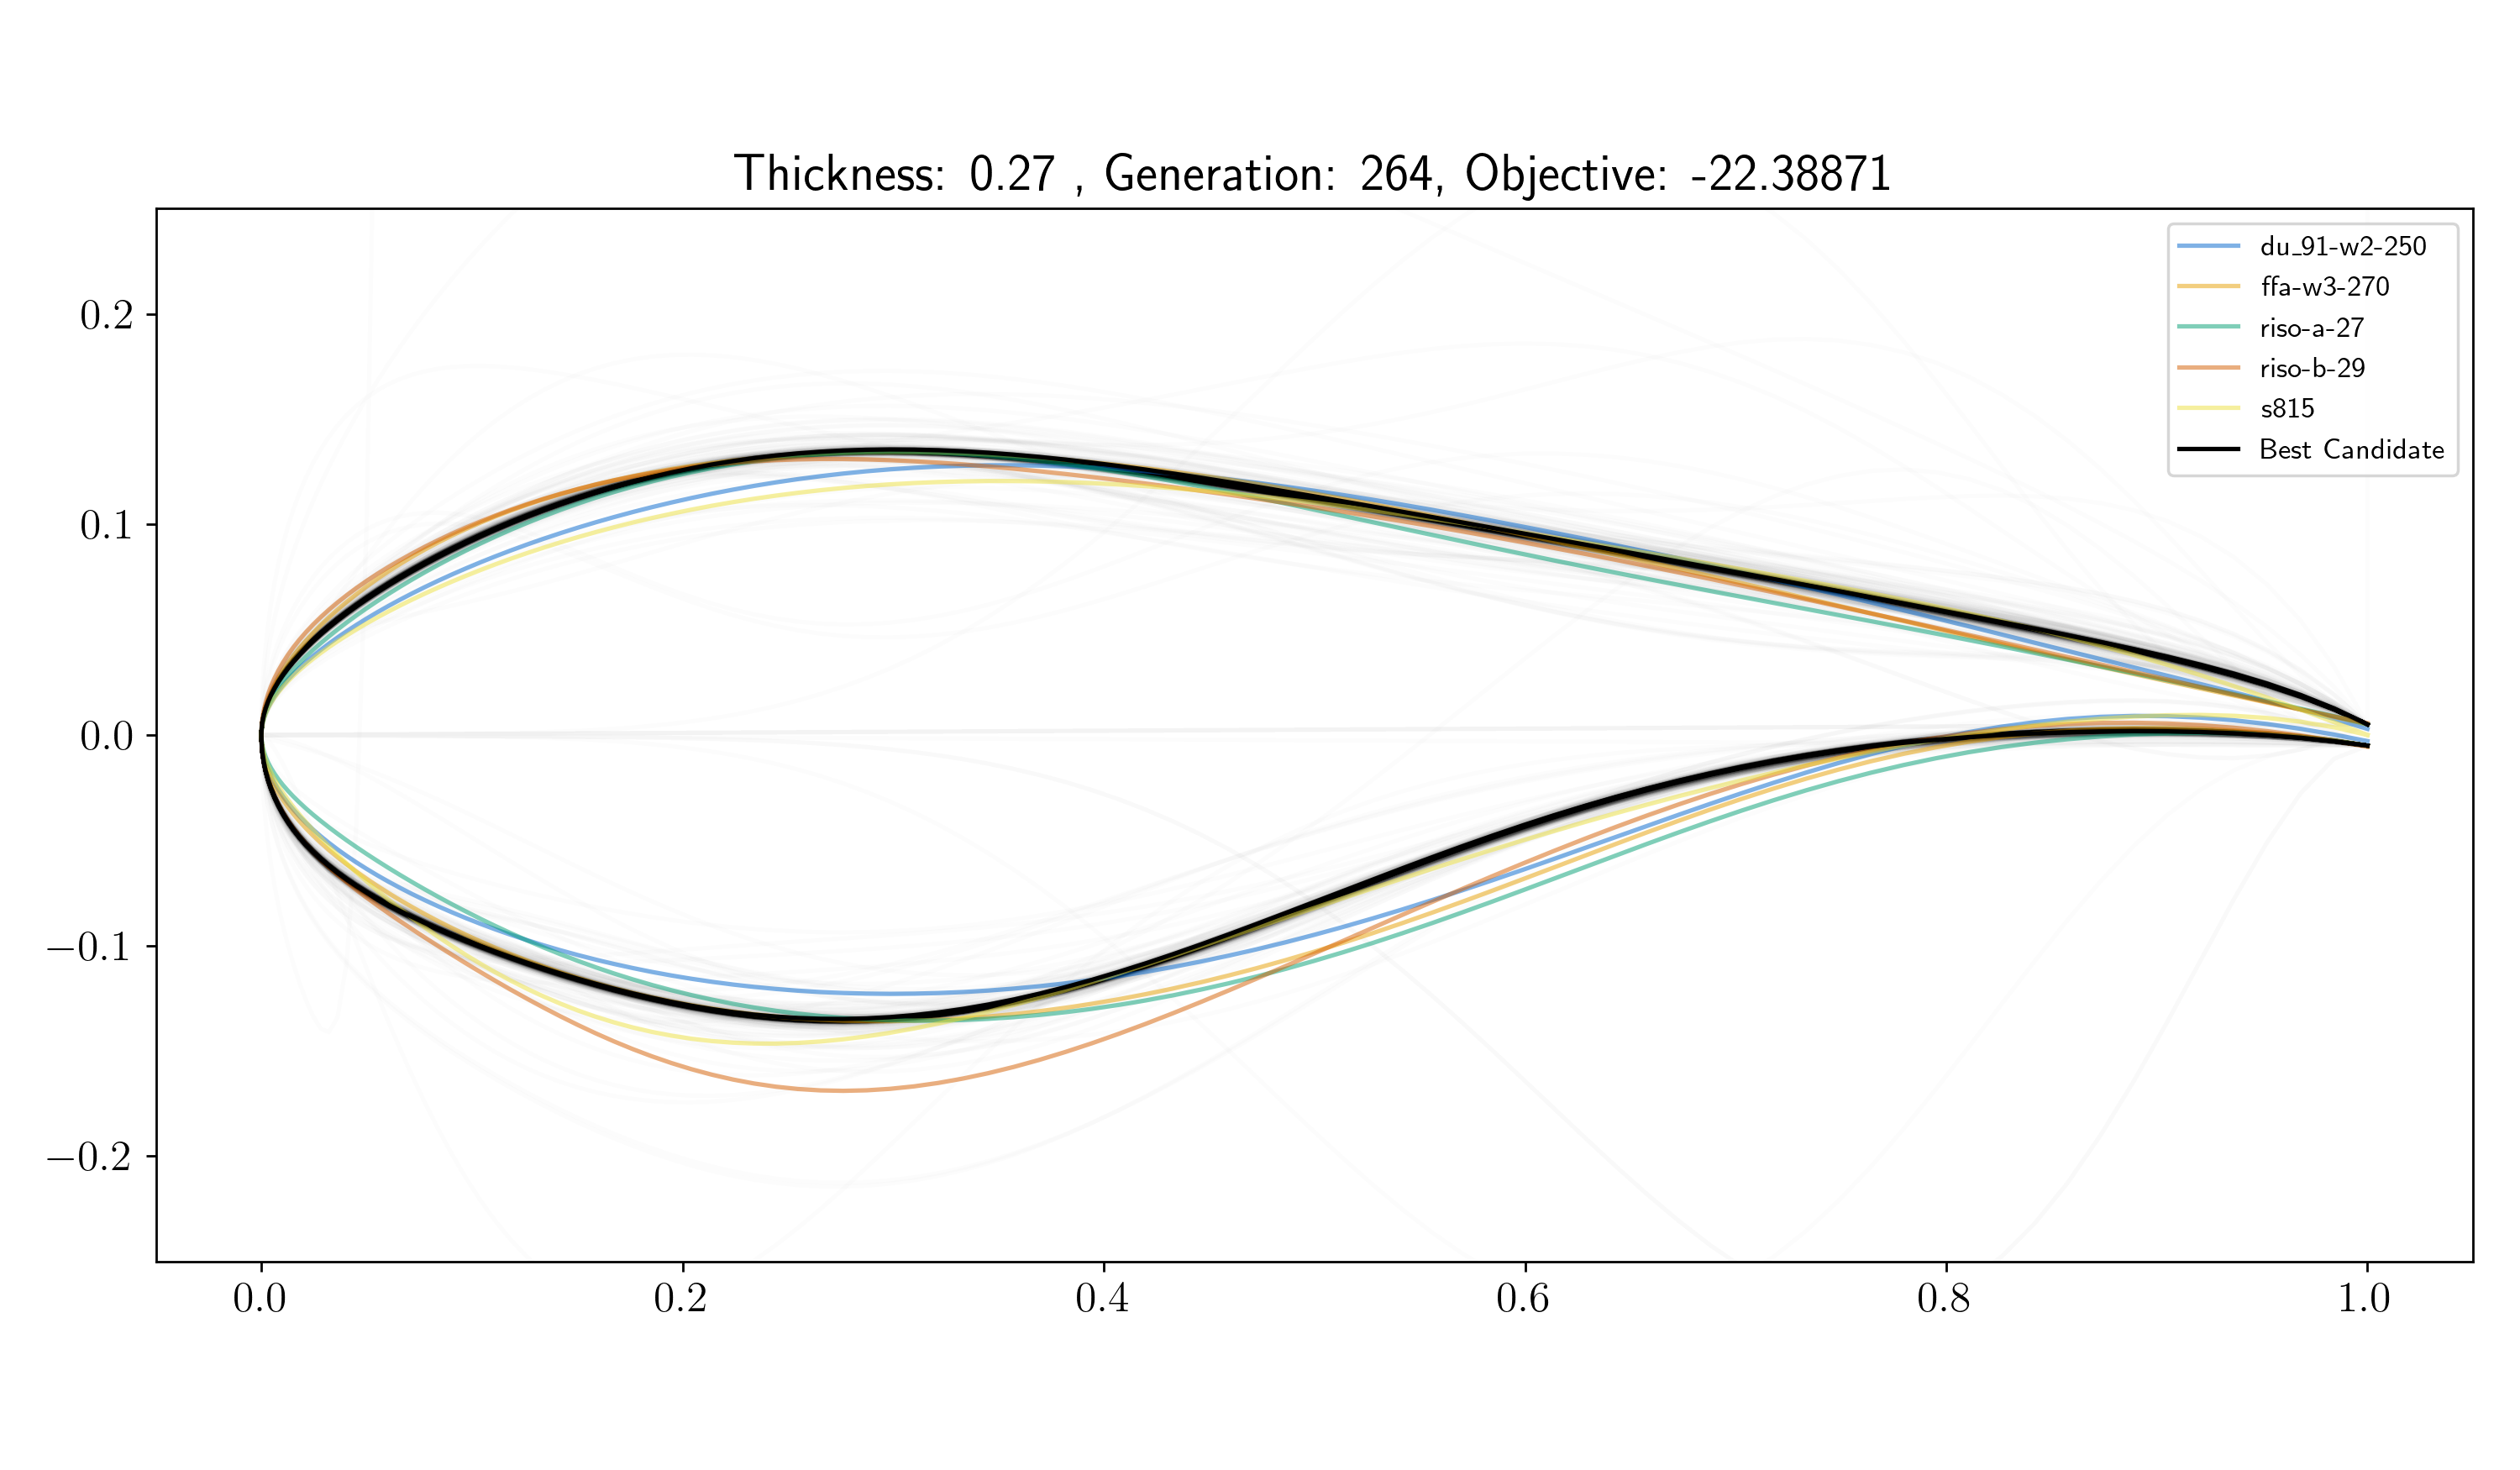 Thickness: 0.27 , Generation: 264, Objective: -22.38871
du_91-w2-250
ffa-w3-270
riso-a-27
riso-b-29
s815
Best Candidate
0.2
0.1
0.0
−0.1
−0.2
0.0 0.2 0.4 0.6 0.8 1.0